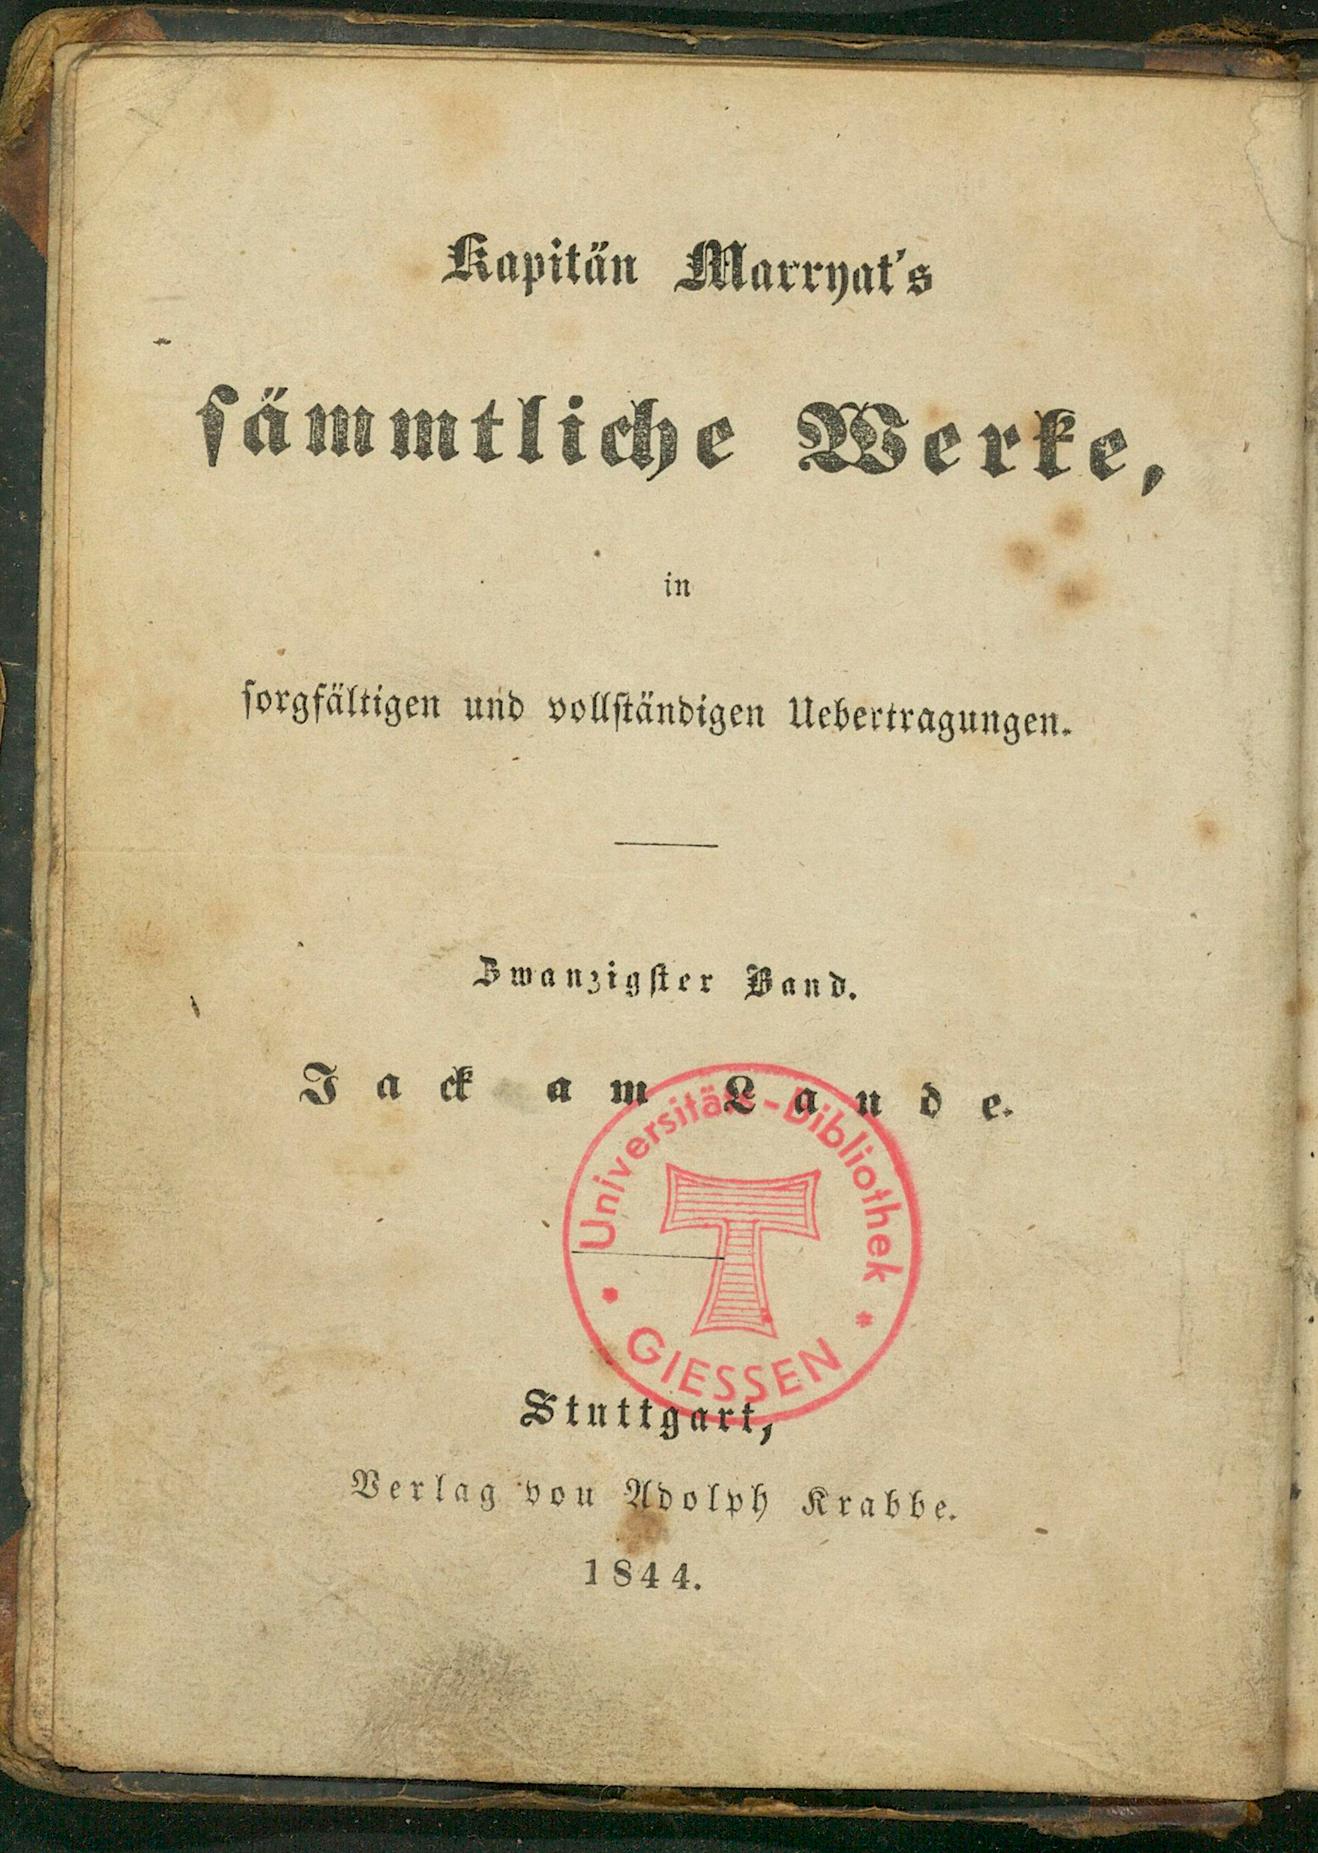 Kapitän Marryat's
sämmtliche Werke,
in
sorgfältigen und vollständigen Uebertragungen.
Zwanzigster Band.
Jack am Lande.
Universitäts-Bibliothek
GIESSEN
Stuttgart,
Verlag von Adolph Krabbe.
1844.